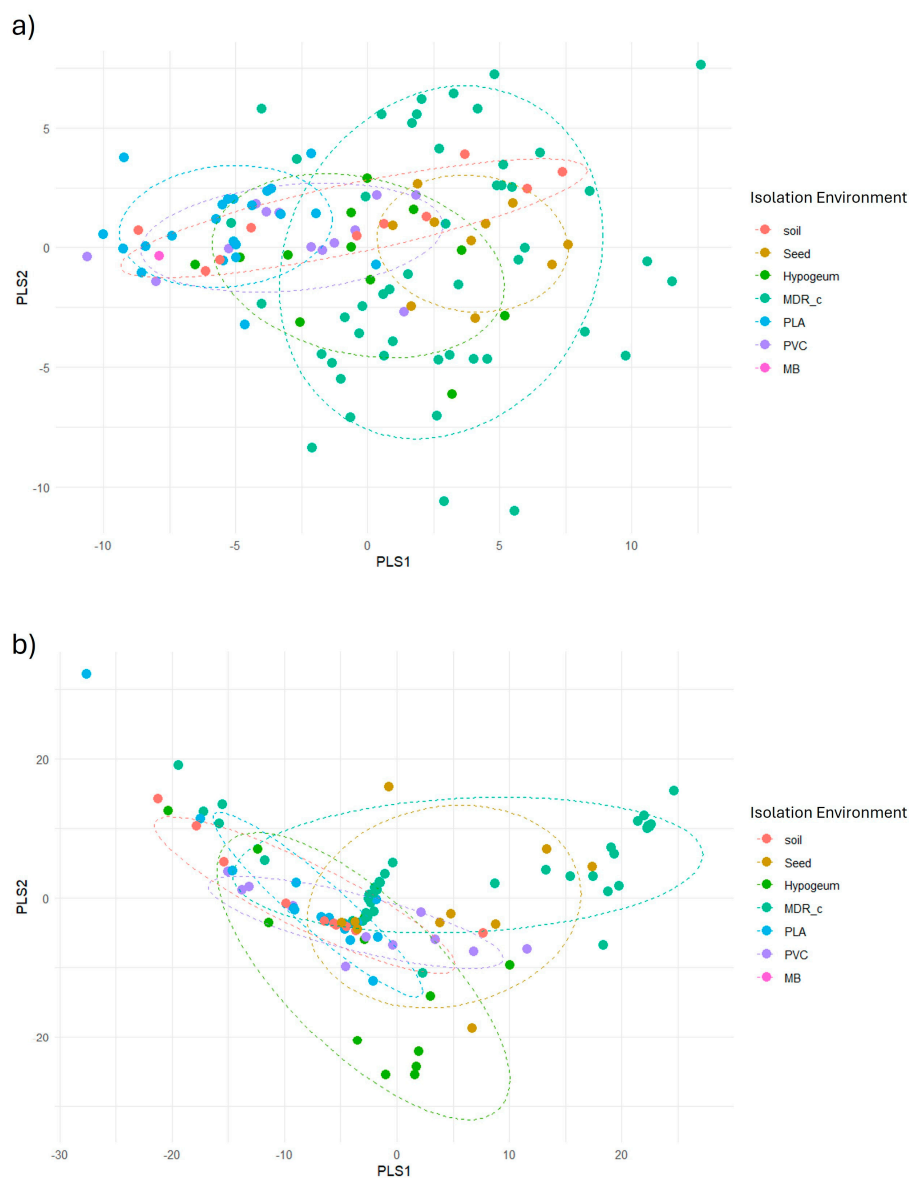 a)
5
0
-5
-10
PLS2
-10
-5
0
5
10
PLS1
Isolation Environment
soil
Seed
Hypogeum
MDR_c
PLA
PVC
MB
b)
20
0
20
PLS2
-30
-20
-10
0
10
20
PLS1
Isolation Environment
soil
Seed
Hypogeum
MDR_c
PLA
PVC
MB